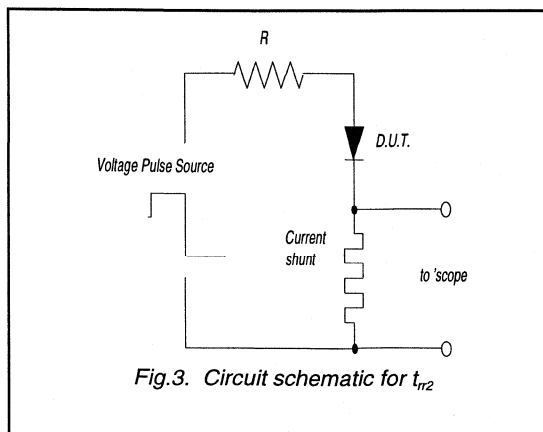 R
D.U.T.
Voltage Pulse Source
Current
shunt
to 'scope
Fig.3. Circuit schematic for trr2